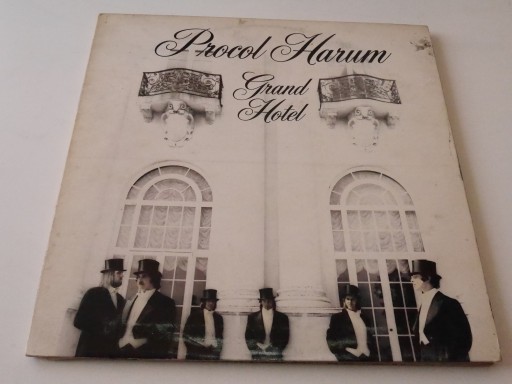 Procol Harum
Grand
Hotel